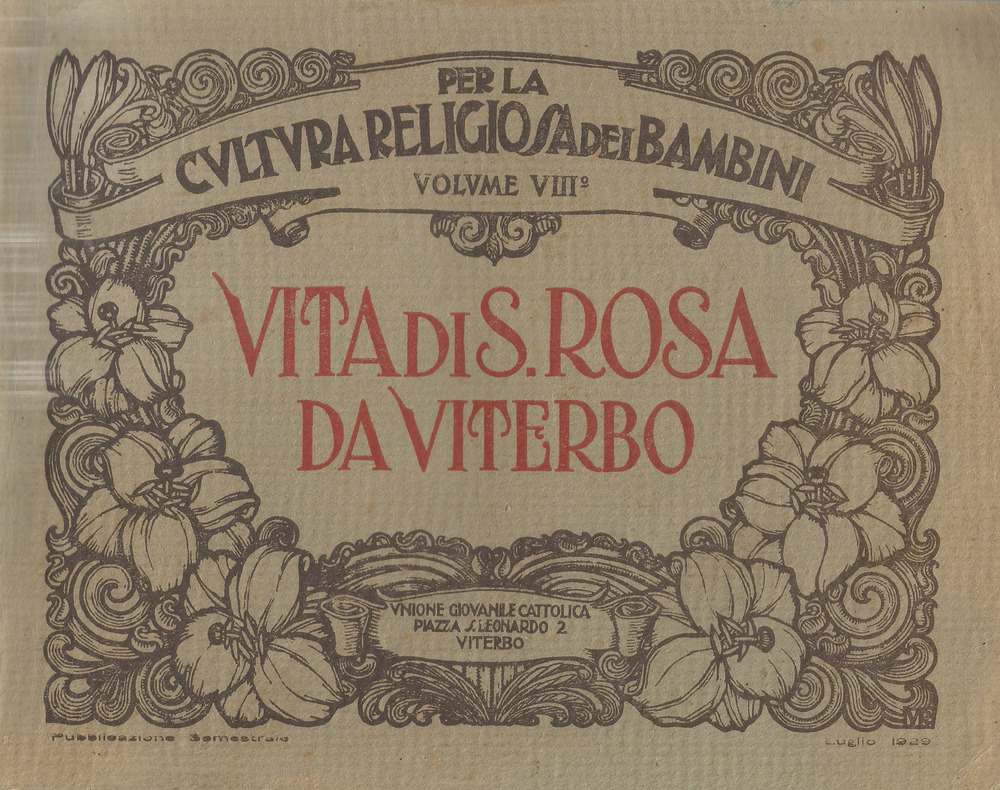 PER LA
CVLTVRA RELIGIOSA DEI BAMBINI
VOLVME VIIIº
VITA DI S. ROSA
DA VITERBO
VNIONE GIOVANILE CATTOLICA
PIAZZA S. LEONARDO 2
VITERBO
Pubblicazione Semestrale
Luglio 1929